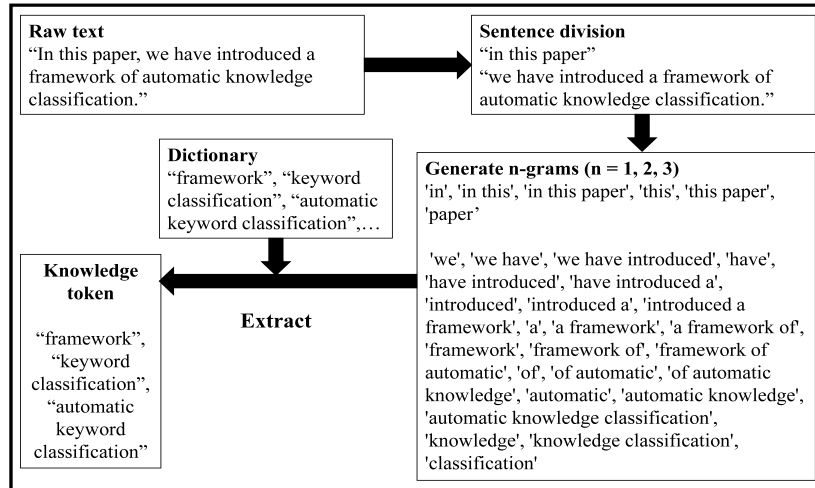 Raw text
“In this paper, we have introduced a
framework of automatic knowledge
classification.”
Sentence division
“in this paper”
“we have introduced a framework of
automatic knowledge classification.”
Dictionary
“framework”, “keyword
classification”, “automatic
keyword classification”,…
Generate n-grams (n = 1, 2, 3)
'in', 'in this', 'in this paper', 'this', 'this paper',
'paper’
'we', 'we have', 'we have introduced', 'have',
'have introduced', 'have introduced a',
'introduced', 'introduced a', 'introduced a
framework', 'a', 'a framework', 'a framework of',
'framework', 'framework of', 'framework of
automatic', 'of', 'of automatic', 'of automatic
knowledge', 'automatic', 'automatic knowledge',
'automatic knowledge classification',
'knowledge', 'knowledge classification',
'classification'
Extract
Knowledge
token
“framework”,
“keyword
classification”,
“automatic
keyword
classification”